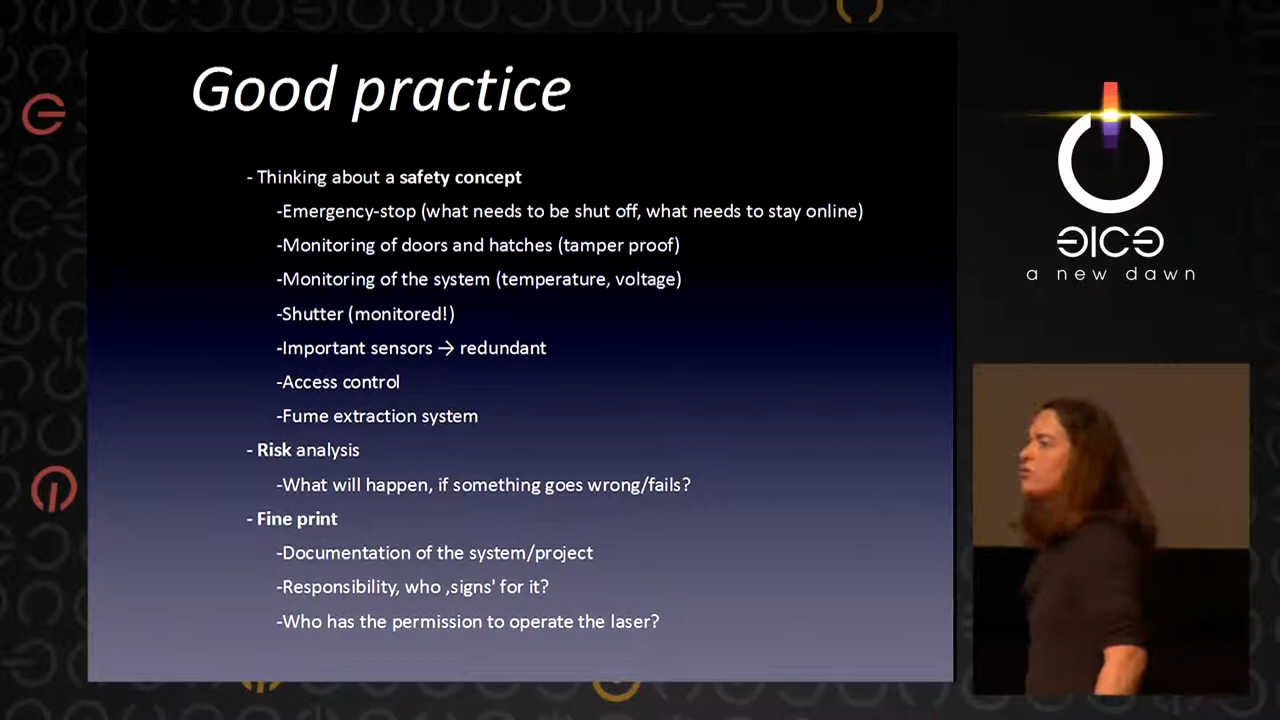 Good practice
- Thinking about a safety concept
-Emergency-stop (what needs to be shut off, what needs to stay online)
-Monitoring of doors and hatches (tamper proof)
-Monitoring of the system (temperature, voltage)
-Shutter (monitored!)
-Important sensors → redundant
-Access control
-Fume extraction system
- Risk analysis
-What will happen, if something goes wrong/fails?
- Fine print
-Documentation of the system/project
-Responsibility, who ‚signs' for it?
-Who has the permission to operate the laser?
31C3
a new dawn